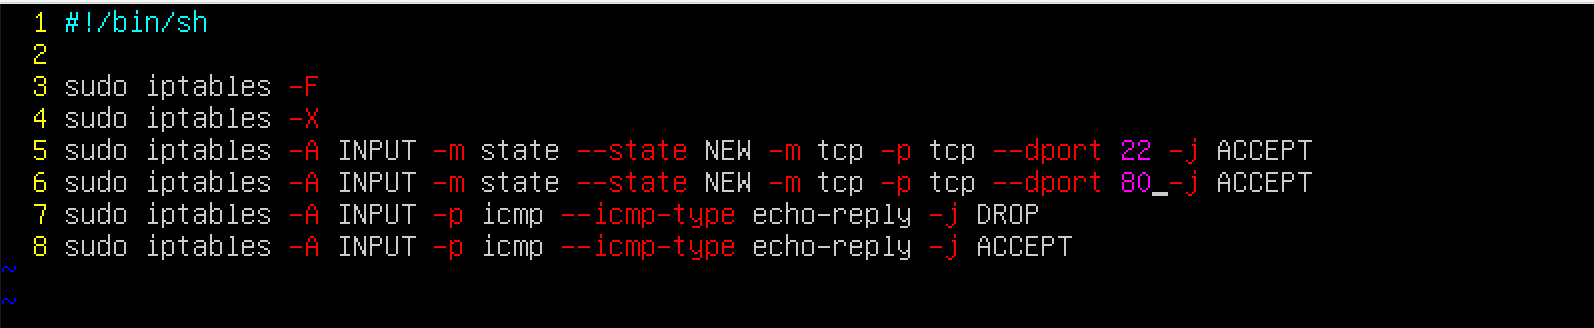 1 #!/bin/sh
2
3 sudo iptables -F
4 sudo iptables -X
5 sudo iptables -A INPUT -m state --state NEW -m tcp -p tcp --dport 22 -j ACCEPT
6 sudo iptables -A INPUT -m state --state NEW -m tcp -p tcp --dport 80 -j ACCEPT
7 sudo iptables -A INPUT -p icmp --icmp-type echo-reply -j DROP
8 sudo iptables -A INPUT -p icmp --icmp-type echo-reply -j ACCEPT
~
~